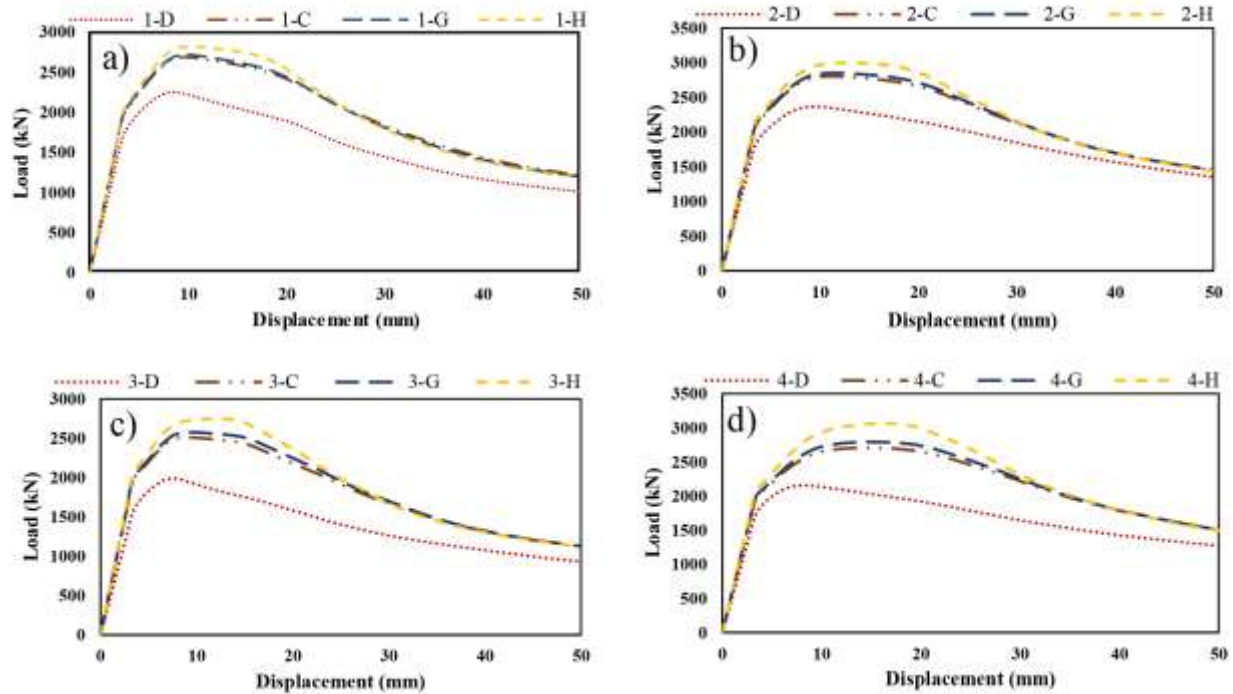 1-D 1-C 1-G 1-H
a)
3000
2500
2000
1500
1000
500
0
Load (kN)
0 10 20 30 40 50
Displacement (mm)
2-D 2-C 2-G 2-H
b)
3500
3000
2500
2000
1500
1000
500
0
Load (kN)
0 10 20 30 40 50
Displacement (mm)
3-D 3-C 3-G 3-H
c)
3000
2500
2000
1500
1000
500
0
Load (kN)
0 10 20 30 40 50
Displacement (mm)
4-D 4-C 4-G 4-H
d)
3500
3000
2500
2000
1500
1000
500
0
Load (kN)
0 10 20 30 40 50
Displacement (mm)